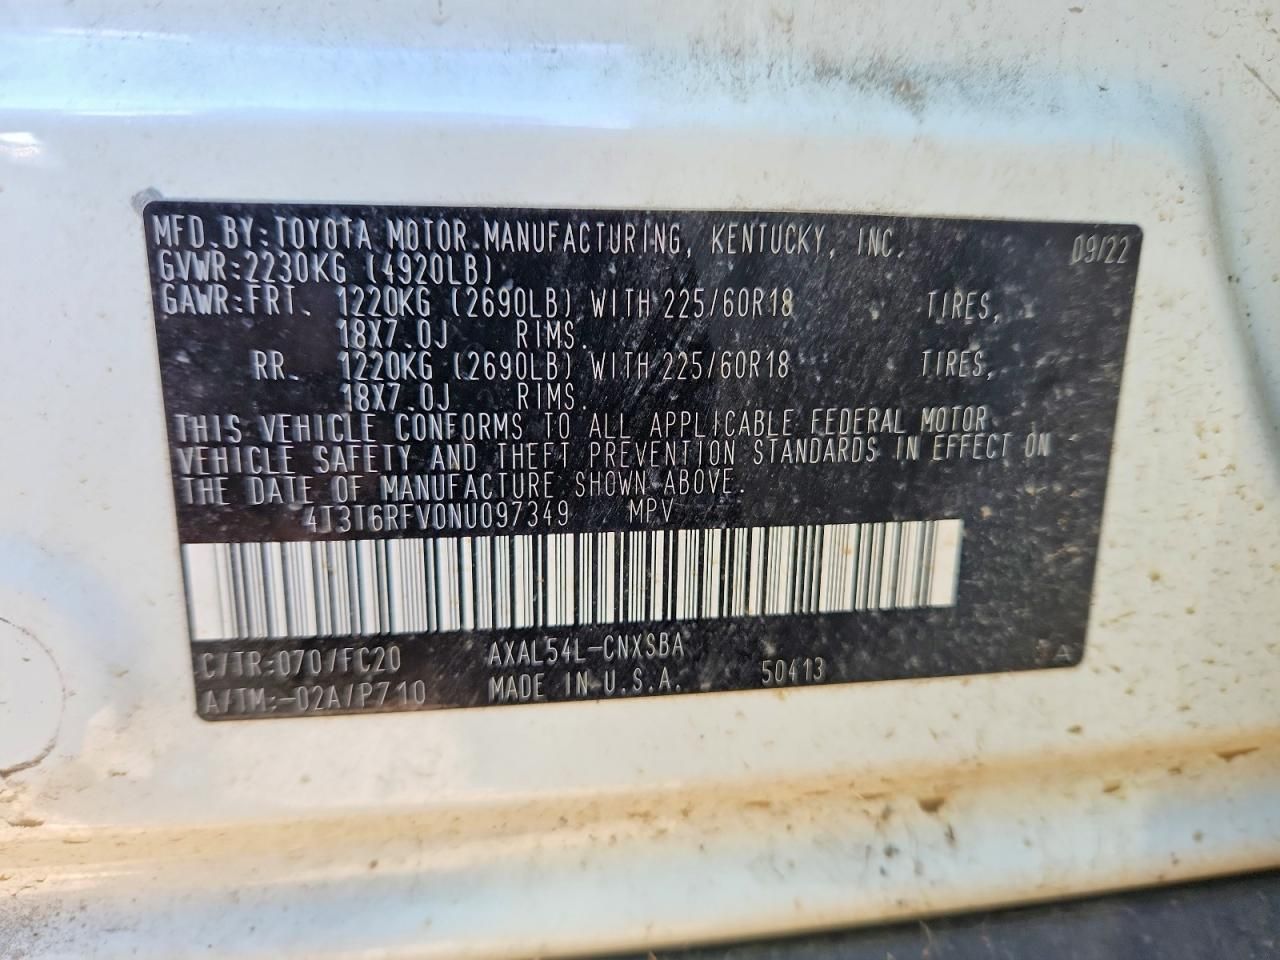 MFD.BY:TOYOTA MOTOR MANUFACTURING, KENTUCKY, INC. 09/22
GVWR:2230KG (4920LB)
GAWR:FRT. 1220KG (2690LB) WITH 225/60R18 TIRES,
18X7.0J RIMS.
RR. 1220KG (2690LB) WITH 225/60R18 TIRES,
18X7.0J RIMS.
THIS VEHICLE CONFORMS TO ALL APPLICABLE FEDERAL MOTOR
VEHICLE SAFETY AND THEFT PREVENTION STANDARDS IN EFFECT ON
THE DATE OF MANUFACTURE SHOWN ABOVE.
4T3T6RFV0NU097349 MPV
C/TR:070/FC20 AXAL54L-CNXSBA
A/TM:-02A/P710 MADE IN U.S.A. 50413